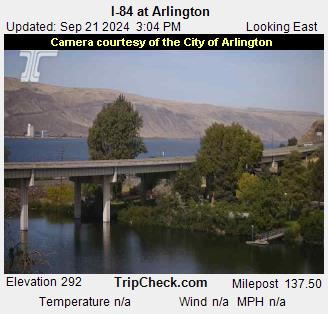 I-84 at Arlington
Updated: Sep 21 2024 3:04 PM Looking East
Camera courtesy of the City of Arlington
Elevation 292 TripCheck.com Milepost 137.50
Temperature n/a Wind n/a MPH n/a